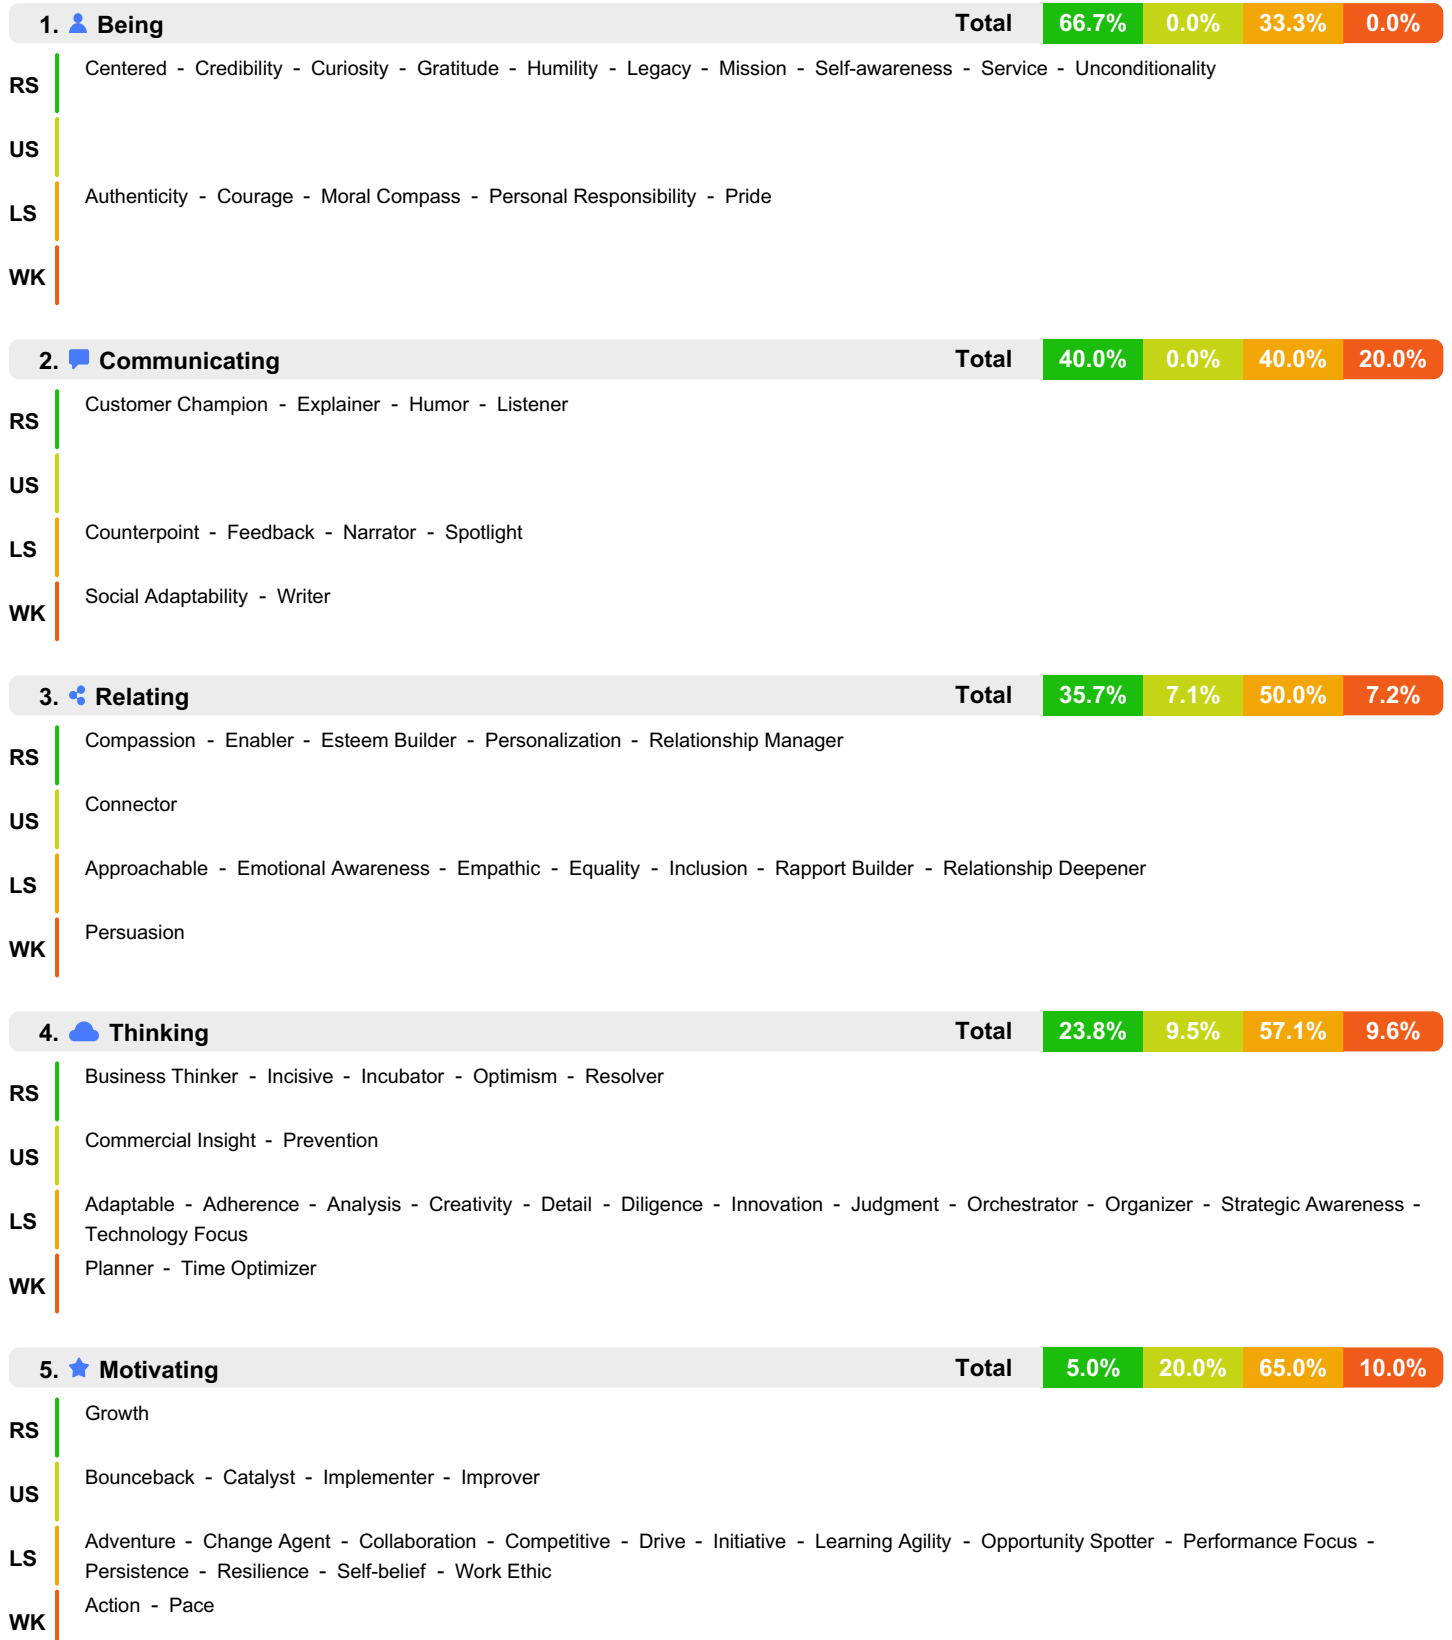 1. Being Total 66.7% 0.0% 33.3% 0.0%
RS Centered - Credibility - Curiosity - Gratitude - Humility - Legacy - Mission - Self-awareness - Service - Unconditionality
US
LS Authenticity - Courage - Moral Compass - Personal Responsibility - Pride
WK
2. Communicating Total 40.0% 0.0% 40.0% 20.0%
RS Customer Champion - Explainer - Humor - Listener
US
LS Counterpoint - Feedback - Narrator - Spotlight
WK Social Adaptability - Writer
3. Relating Total 35.7% 7.1% 50.0% 7.2%
RS Compassion - Enabler - Esteem Builder - Personalization - Relationship Manager
US Connector
LS Approachable - Emotional Awareness - Empathic - Equality - Inclusion - Rapport Builder - Relationship Deepener
WK Persuasion
4. Thinking Total 23.8% 9.5% 57.1% 9.6%
RS Business Thinker - Incisive - Incubator - Optimism - Resolver
US Commercial Insight - Prevention
LS Adaptable - Adherence - Analysis - Creativity - Detail - Diligence - Innovation - Judgment - Orchestrator - Organizer - Strategic Awareness -
Technology Focus
WK Planner - Time Optimizer
5. Motivating Total 5.0% 20.0% 65.0% 10.0%
RS Growth
US Bounceback - Catalyst - Implementer - Improver
LS Adventure - Change Agent - Collaboration - Competitive - Drive - Initiative - Learning Agility - Opportunity Spotter - Performance Focus -
Persistence - Resilience - Self-belief - Work Ethic
WK Action - Pace